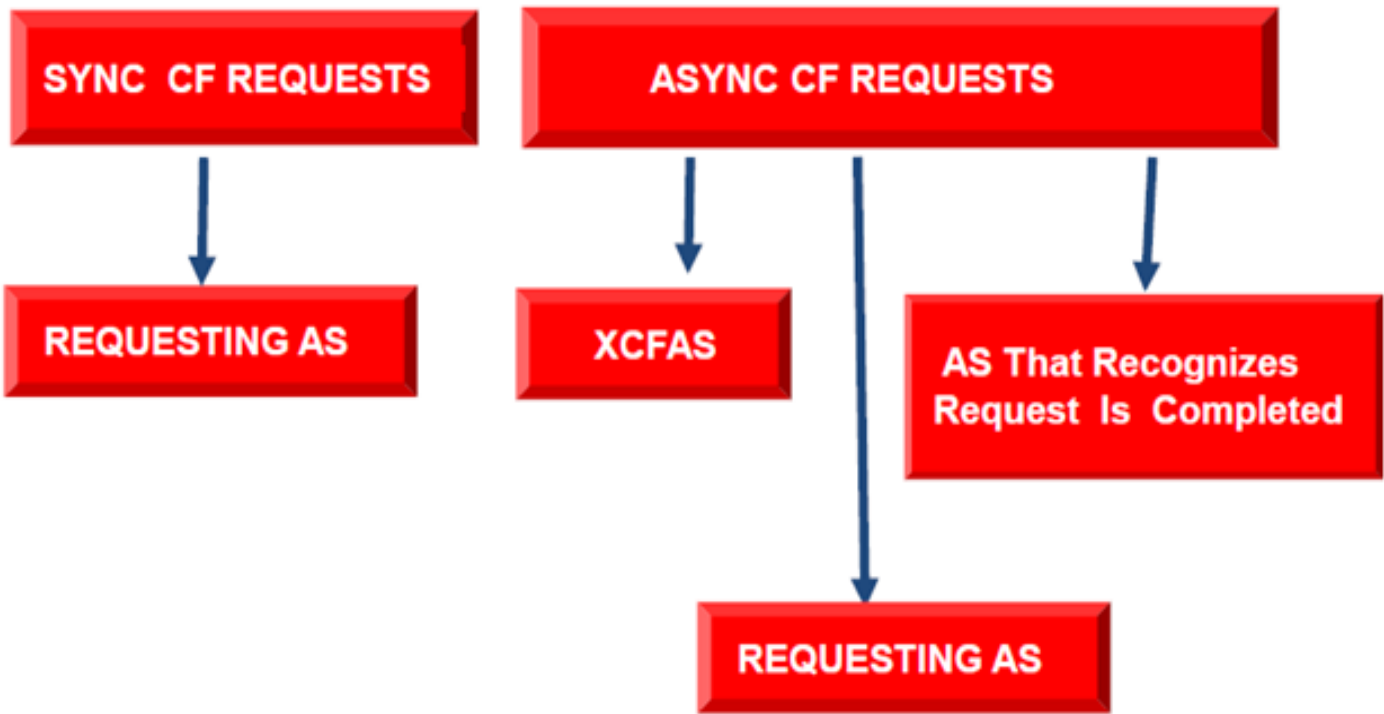 SYNC CF REQUESTS
ASYNC CF REQUESTS
REQUESTING AS
XCFAS
AS That Recognizes
Request Is Completed
REQUESTING AS